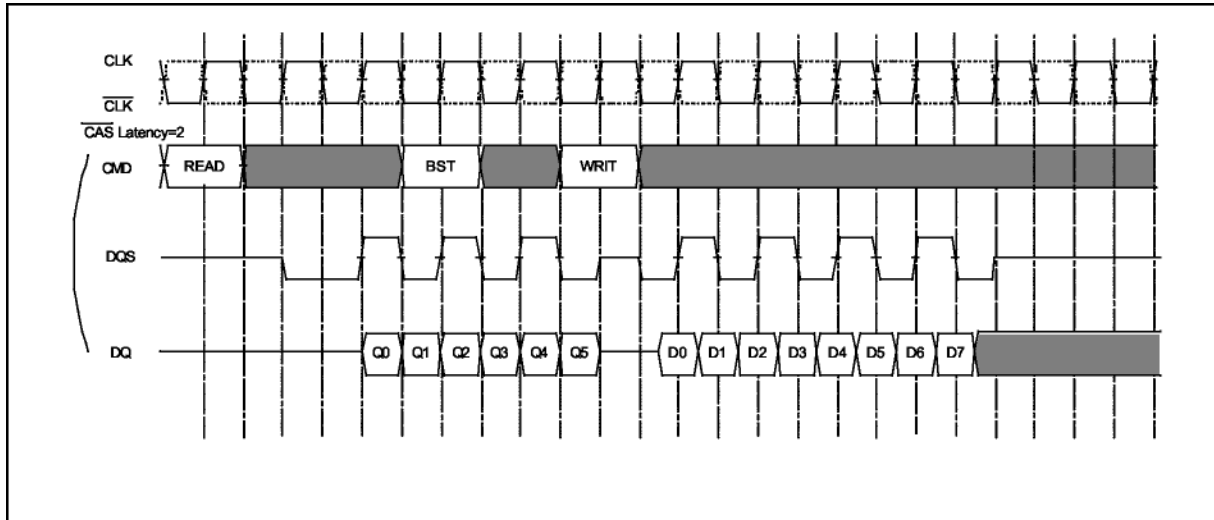 CLK
CLK
CAS Latency=2
CMD READ BST WRIT
DQS
DQ Q0 Q1 Q2 Q3 Q4 Q5 D0 D1 D2 D3 D4 D5 D6 D7